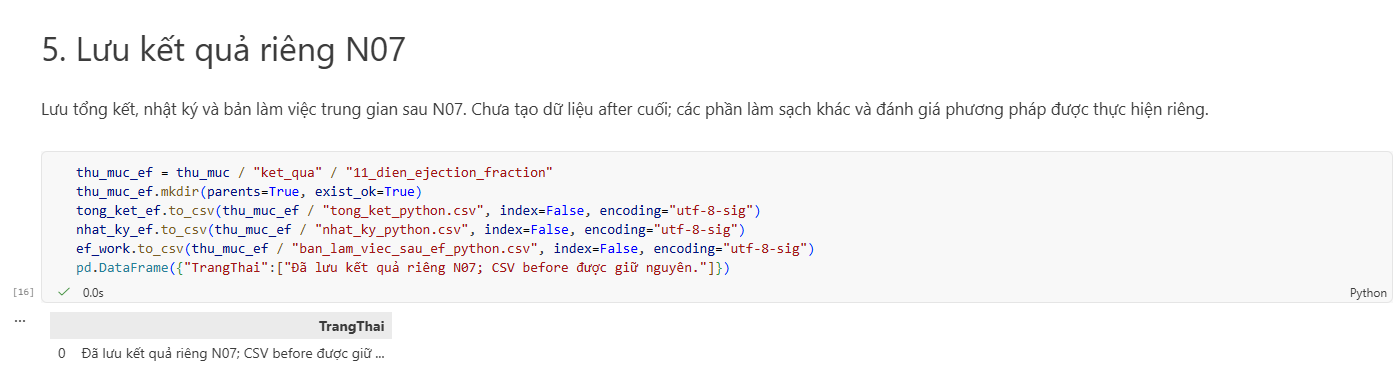 5. Lưu kết quả riêng N07
Lưu tổng kết, nhật ký và bản làm việc trung gian sau N07. Chưa tạo dữ liệu after cuối; các phần làm sạch khác và đánh giá phương pháp được thực hiện riêng.
thu_muc_ef = thu_muc / "ket_qua" / "11_dien_ejection_fraction"
thu_muc_ef.mkdir(parents=True, exist_ok=True)
tong_ket_ef.to_csv(thu_muc_ef / "tong_ket_python.csv", index=False, encoding="utf-8-sig")
nhat_ky_ef.to_csv(thu_muc_ef / "nhat_ky_python.csv", index=False, encoding="utf-8-sig")
ef_work.to_csv(thu_muc_ef / "ban_lam_viec_sau_ef_python.csv", index=False, encoding="utf-8-sig")
pd.DataFrame({"TrangThai":["Đã lưu kết quả riêng N07; CSV before được giữ nguyên."]})
[16] ✓ 0.0s Python
...
TrangThai
0 Đã lưu kết quả riêng N07; CSV before được giữ ...